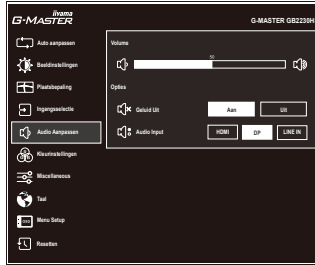 iiyama
G-MASTER
G-MASTER GB2230H
Auto aanpassen
Beeldinstellingen
Plaatsbepaling
Ingangsselectie
Audio Aanpassen
Kleurinstellingen
Miscellaneous
Taal
OSD Menu Setup
Resetten
Volume
50
Opties
Geluid Uit Aan Uit
Audio Input HDMI DP LINE IN